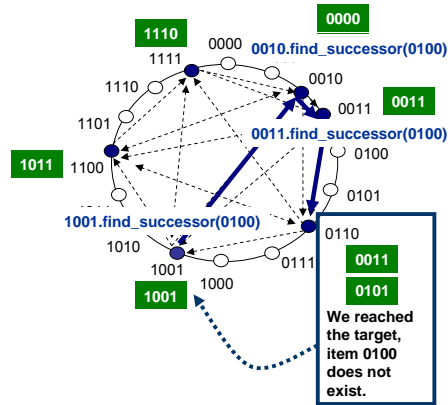 0000
1110
0000
1111
0010.find_successor(0100)
1110
0010
0011
0011
1101
0011.find_successor(0100)
1011
1100
0100
0101
1001.find_successor(0100)
1010
0110
1001
0111
1000
1001
0011
0101
We reached
the target,
item 0100
does not
exist.